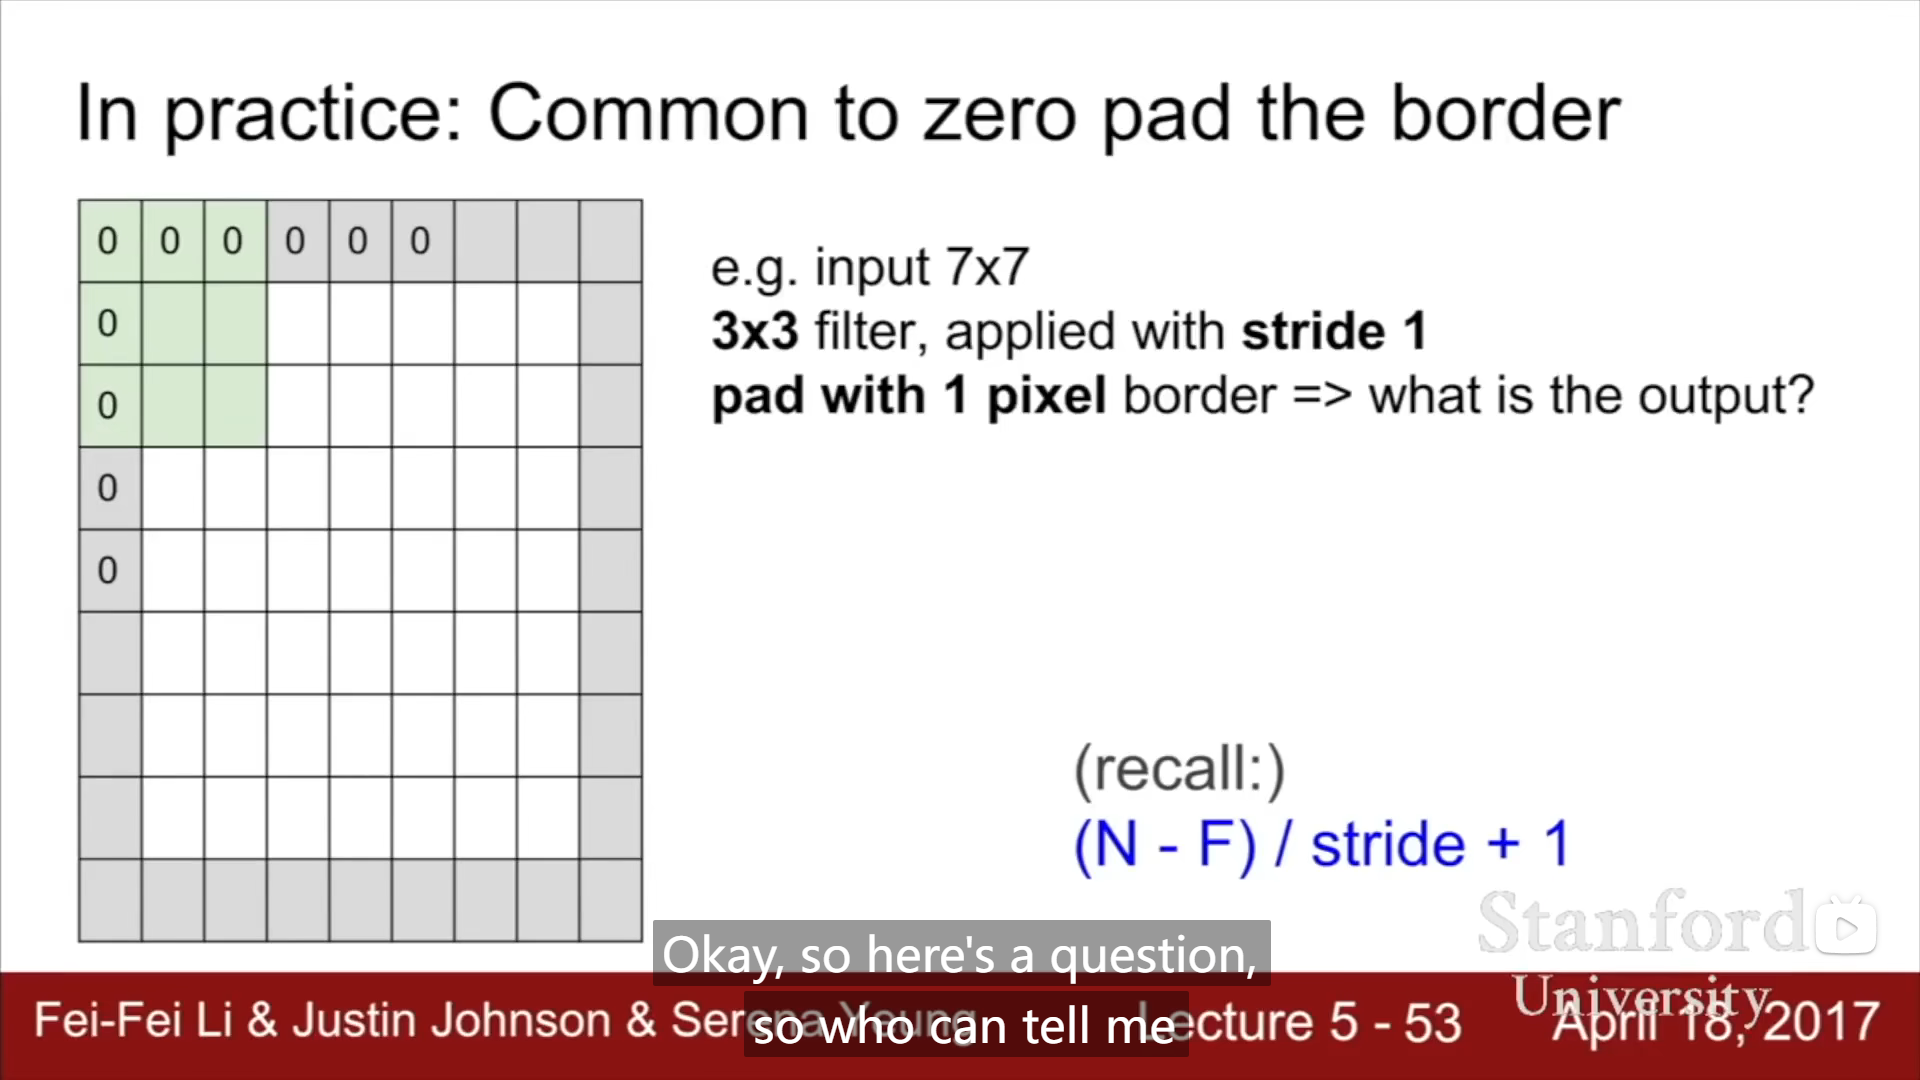 In practice: Common to zero pad the border
0 0 0 0 0 0
0
0
0
0
e.g. input 7x7
3x3 filter, applied with stride 1
pad with 1 pixel border => what is the output?
(recall:)
(N - F) / stride + 1
Stanford
University
Okay, so here's a question,
so who can tell me
Fei-Fei Li & Justin Johnson & Serena Yeung
Lecture 5 - 53
April 18, 2017